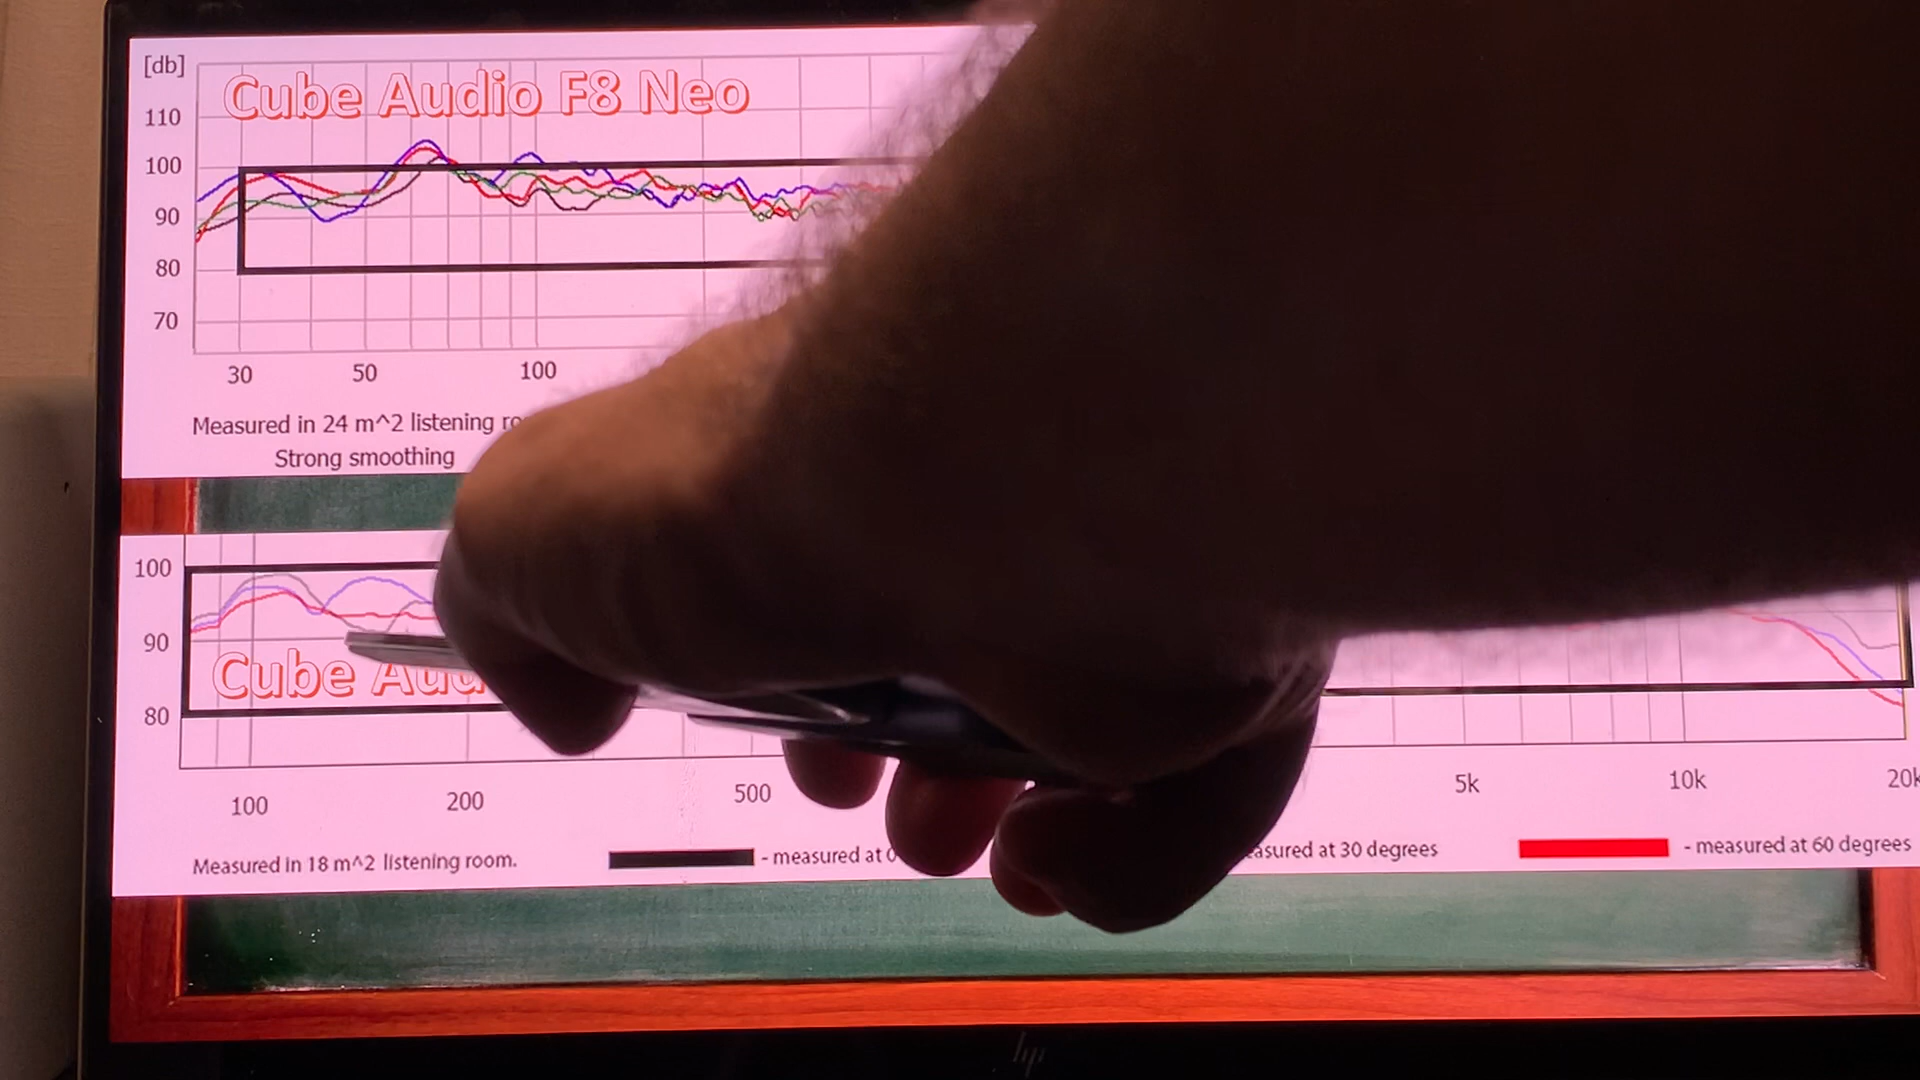 [db]
Cube Audio F8 Neo
110
100
90
80
70
30 50 100
Measured in 24 m^2 listening
Strong smoothing
100
90
Cube
80
100 200 500 5k 10k
Measured in 18 m^2 listening room.
- measured at
at 30 degrees
- measured at 60 degrees
hp